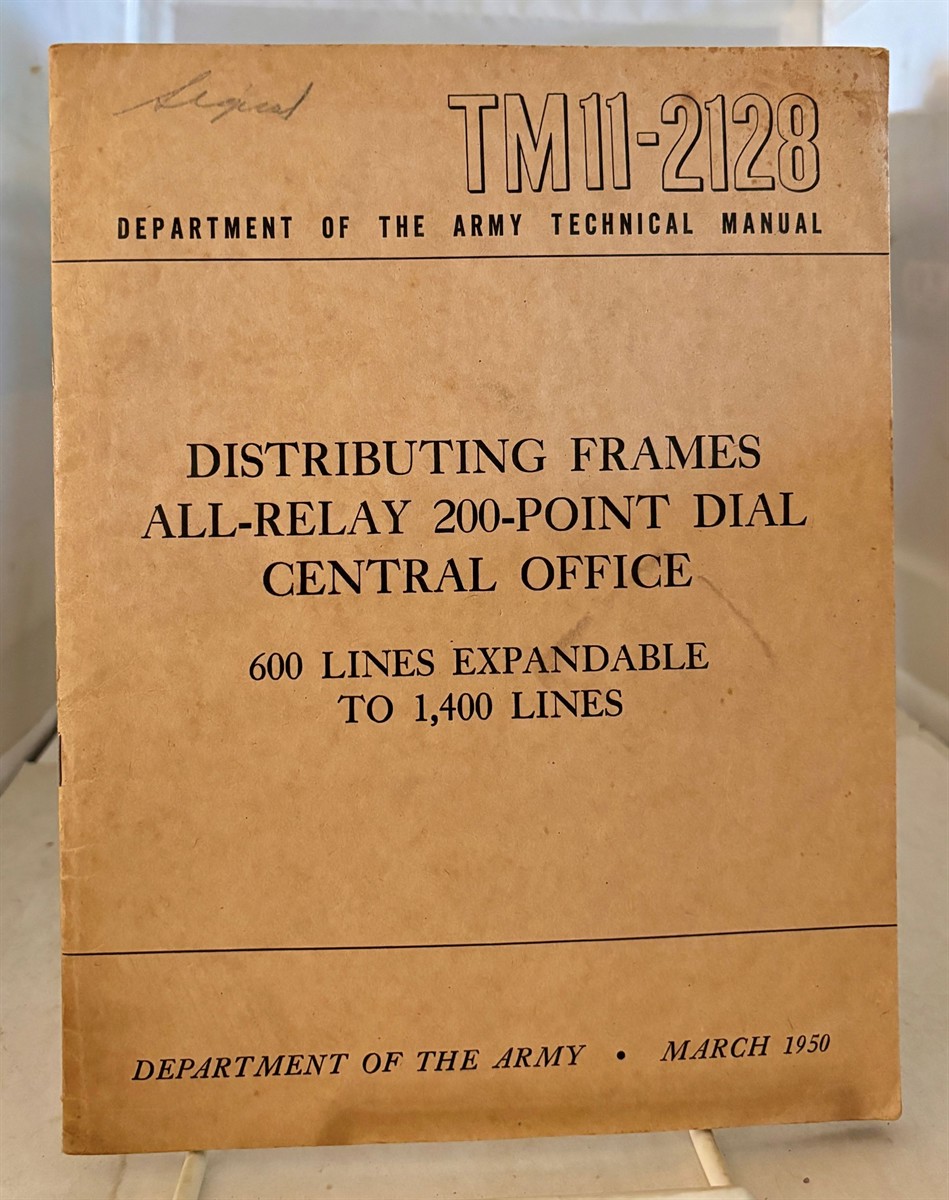 Signal
TM11-2128
DEPARTMENT OF THE ARMY TECHNICAL MANUAL
DISTRIBUTING FRAMES
ALL-RELAY 200-POINT DIAL
CENTRAL OFFICE
600 LINES EXPANDABLE
TO 1,400 LINES
DEPARTMENT OF THE ARMY • MARCH 1950